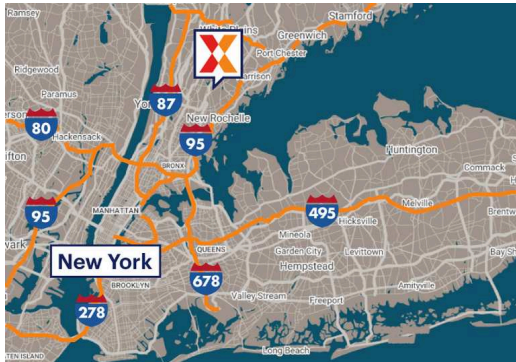 Ramsey
Stamford
Greenwich
Port Chester
Ridgewood
Paramus
87
New Rochelle
80
Hackensack
95
Huntington
BRONX
Commack
95
MANHATTAN
495
Melville
Hicksville
Mineola
QUEENS
Garden City
Levittown
New York
Hempstead
678
BROOKLYN
Valley Stream
Freeport
278
Long Beach